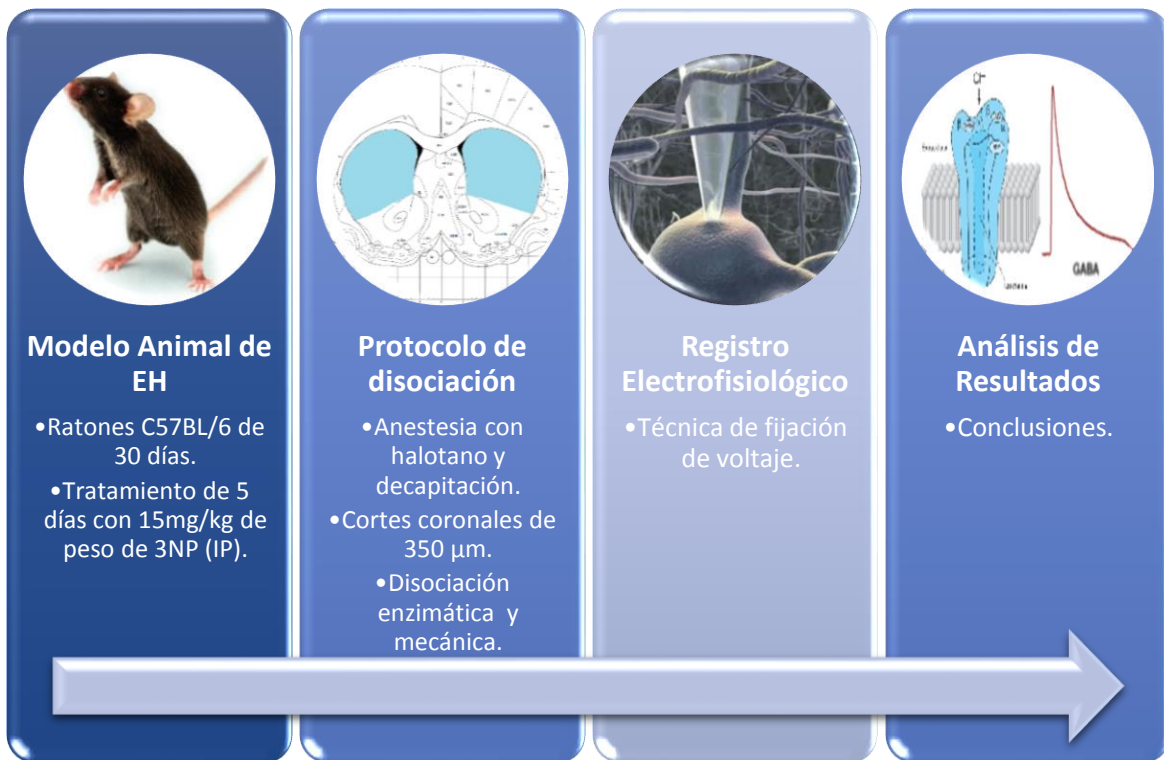 Modelo Animal de
EH
•Ratones C57BL/6 de
30 días.
•Tratamiento de 5
días con 15mg/kg de
peso de 3NP (IP).
Protocolo de
disociación
•Anestesia con
halotano y
decapitación.
•Cortes coronales de
350 µm.
•Disociación
enzimática y
mecánica.
Registro
Electrofisiológico
•Técnica de fijación
de voltaje.
Cl-
GABA
Análisis de
Resultados
•Conclusiones.